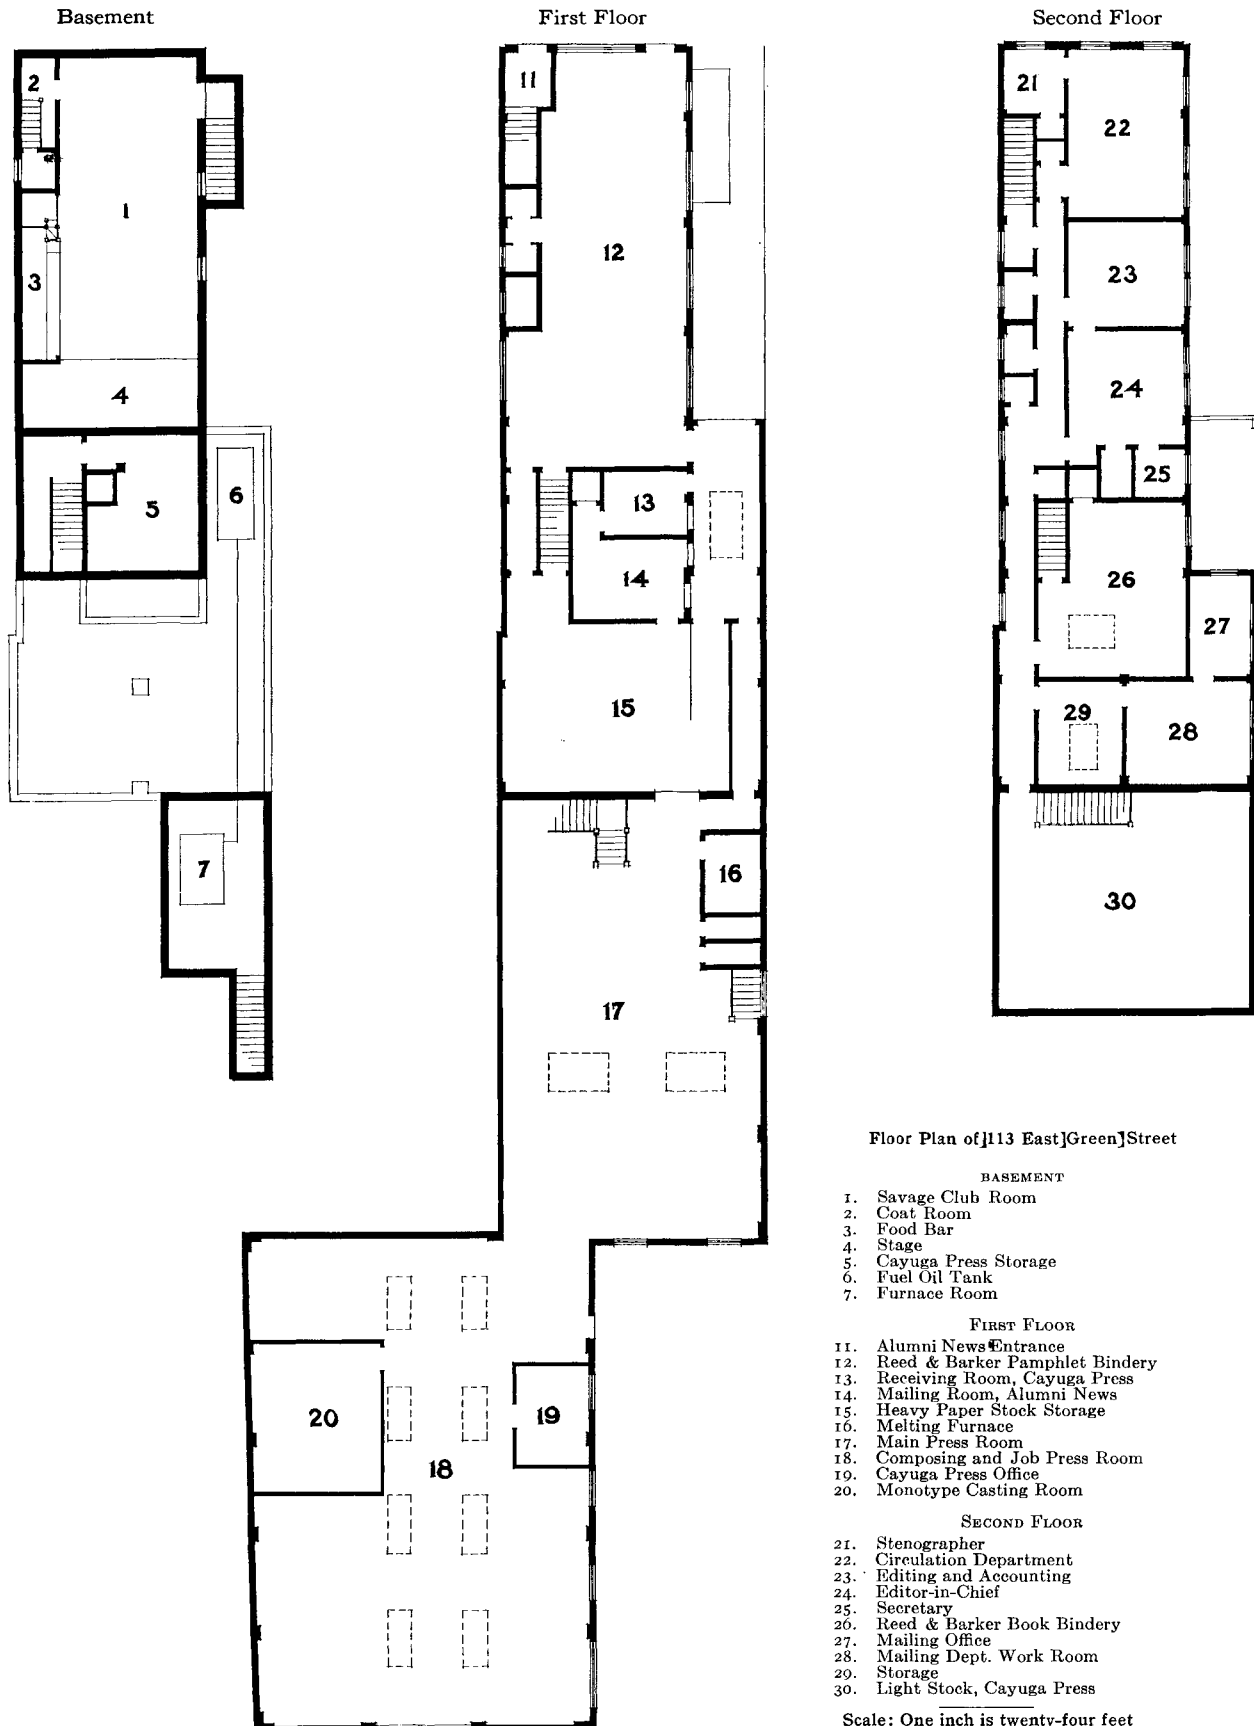 Basement
First Floor
Second Floor
2
11
21
22
1
12
3
23
4
24
25
6
5
13
14
26
27
15
29
28
7
16
30
17
20
19
18
Floor Plan of]113 East]Green]Street
BASEMENT
1. Savage Club Room
2. Coat Room
3. Food Bar
4. Stage
5. Cayuga Press Storage
6. Fuel Oil Tank
7. Furnace Room
FIRST FLOOR
11. Alumni News Entrance
12. Reed & Barker Pamphlet Bindery
13. Receiving Room, Cayuga Press
14. Mailing Room, Alumni News
15. Heavy Paper Stock Storage
16. Melting Furnace
17. Main Press Room
18. Composing and Job Press Room
19. Cayuga Press Office
20. Monotype Casting Room
SECOND FLOOR
21. Stenographer
22. Circulation Department
23. Editing and Accounting
24. Editor-in-Chief
25. Secretary
26. Reed & Barker Book Bindery
27. Mailing Office
28. Mailing Dept. Work Room
29. Storage
30. Light Stock, Cayuga Press
Scale: One inch is twenty-four feet